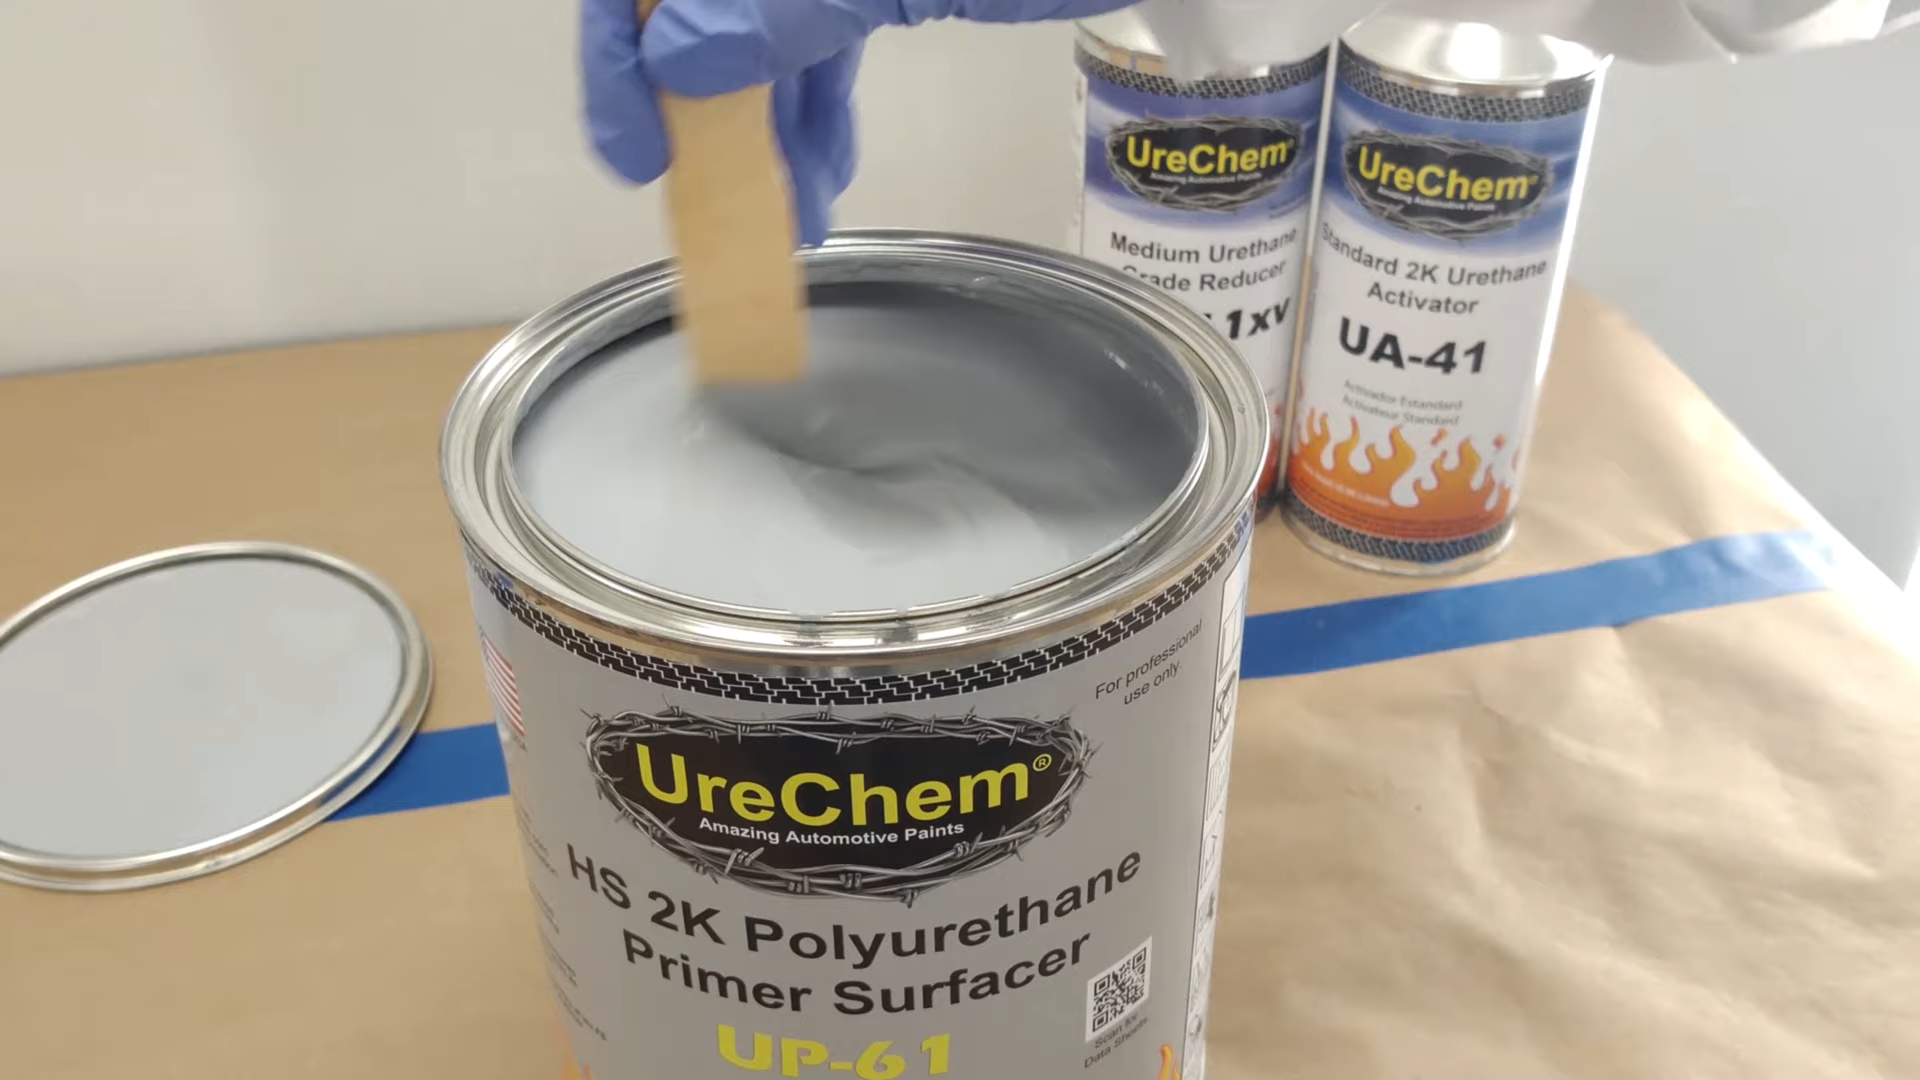 UreChem®
Amazing Automotive Paints
Medium Urethane
Grade Reducer
1xv
UreChem®
Amazing Automotive Paints
Standard 2K Urethane
Activator
UA-41
Activador Estandard
Activateur Standard
For professional
use only.
UreChem®
Amazing Automotive Paints
HS 2K Polyurethane
Primer Surfacer
UP-61
Scan for
Data Sheets